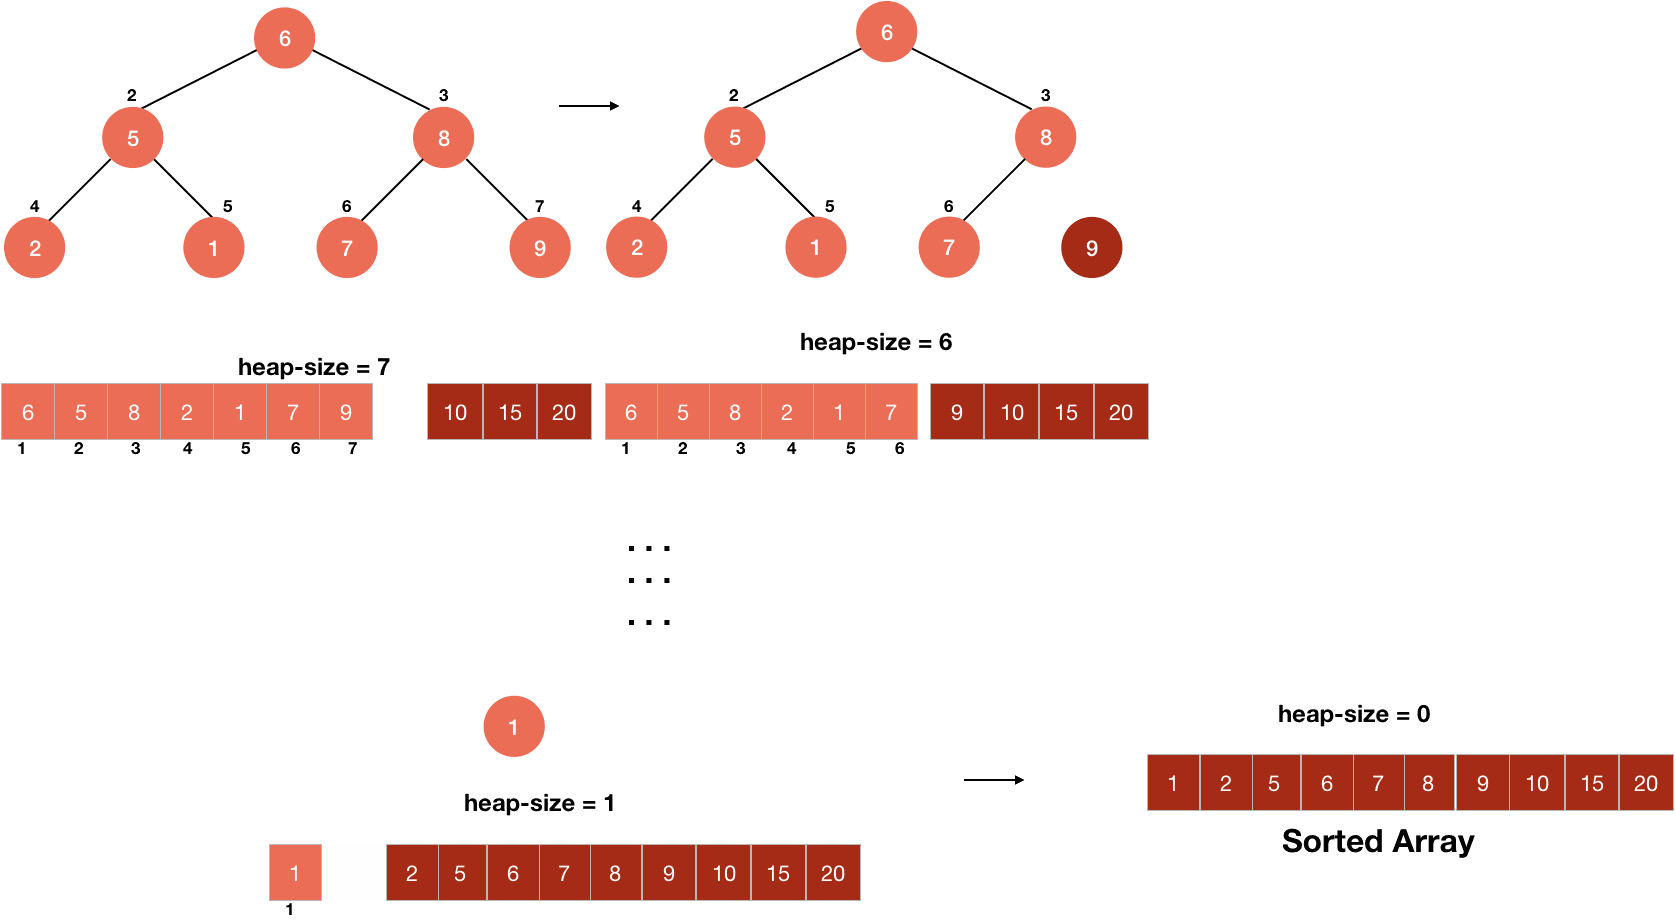 6 6
2 3 2 3
5 8 5 8
4 5 6 7 4 5 6
2 1 7 9 2 1 7 9
heap-size = 6
heap-size = 7
6 5 8 2 1 7 9 10 15 20 6 5 8 2 1 7 9 10 15 20
1 2 3 4 5 6 7 1 2 3 4 5 6
. . .
. . .
. . .
1
heap-size = 0
heap-size = 1
1 2 5 6 7 8 9 10 15 20
Sorted Array
1 2 5 6 7 8 9 10 15 20
1